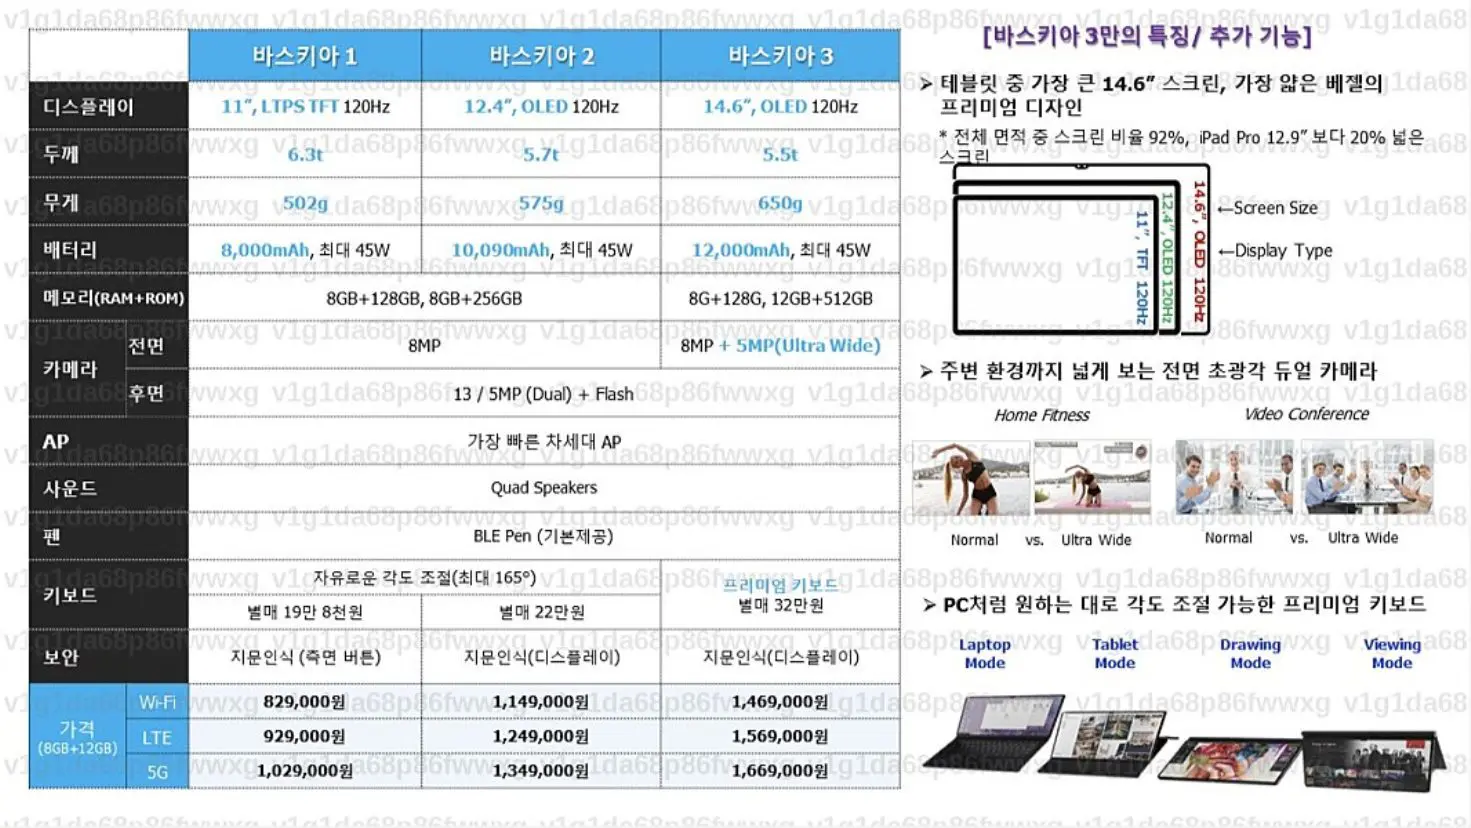 바스키아 1 바스키아 2 바스키아 3
디스플레이 11”, LTPS TFT 120Hz 12.4”, OLED 120Hz 14.6”, OLED 120Hz
두께 6.3t 5.7t 5.5t
무게 502g 575g 650g
배터리 8,000mAh, 최대 45W 10,090mAh, 최대 45W 12,000mAh, 최대 45W
메모리(RAM+ROM) 8GB+128GB, 8GB+256GB 8G+128G, 12GB+512GB
카메라 전면 8MP 8MP + 5MP(Ultra Wide)
후면 13 / 5MP (Dual) + Flash
AP 가장 빠른 차세대 AP
사운드 Quad Speakers
펜 BLE Pen (기본제공)
키보드 자유로운 각도 조절(최대 165°) 프리미엄 키보드
별매 19만 8천원 별매 22만원 별매 32만원
보안 지문인식 (측면 버튼) 지문인식(디스플레이) 지문인식(디스플레이)
가격
(8GB+12GB)
Wi-Fi 829,000원 1,149,000원 1,469,000원
LTE 929,000원 1,249,000원 1,569,000원
5G 1,029,000원 1,349,000원 1,669,000원
[바스키아 3만의 특징/ 추가 기능]
➢ 테블릿 중 가장 큰 14.6” 스크린, 가장 얇은 베젤의
프리미엄 디자인
* 전체 면적 중 스크린 비율 92%, iPad Pro 12.9” 보다 20% 넓은
스크린
11”, TFT 120Hz
12.4”, OLED 120Hz
14.6”, OLED 120Hz
←Screen Size
←Display Type
➢ 주변 환경까지 넓게 보는 전면 초광각 듀얼 카메라
Home Fitness Video Conference
Normal vs. Ultra Wide Normal vs. Ultra Wide
➢ PC처럼 원하는 대로 각도 조절 가능한 프리미엄 키보드
Laptop Tablet Drawing Viewing
Mode Mode Mode Mode
v1g1da68p86fwwxg